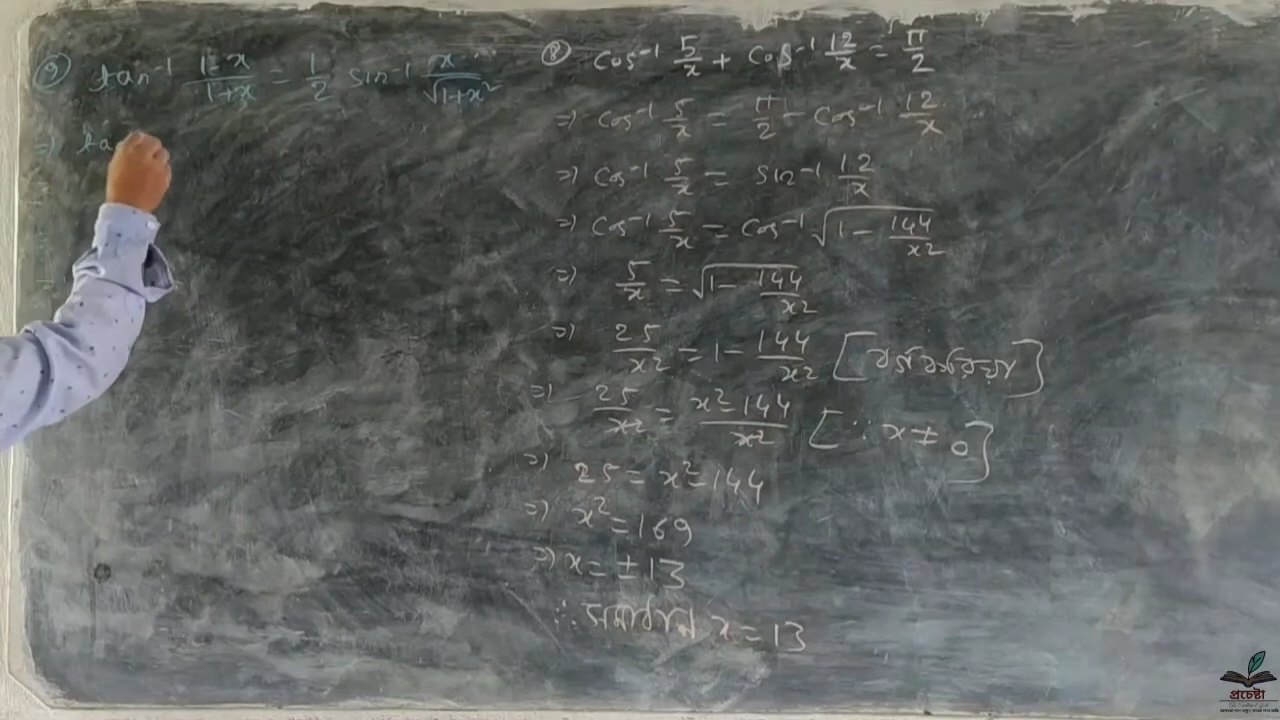 ৭) tan⁻¹ (1-x)/(1+x) = 1/2 sin⁻¹ x/√(1+x²)
⇒) ta
৮) cos⁻¹ 5/x + cos⁻¹ 12/x = π/2
⇒) cos⁻¹ 5/x = π/2 - cos⁻¹ 12/x
⇒) cos⁻¹ 5/x = sin⁻¹ 12/x
⇒) cos⁻¹ 5/x = cos⁻¹ √(1 - 144/x²)
⇒) 5/x = √(1 - 144/x²)
⇒) 25/x² = 1 - 144/x² [বর্গ করিয়া]
⇒) 25/x² = (x²-144)/x² [∵ x ≠ 0]
⇒) 25 = x²-144
⇒) x² = 169
⇒) x = ±13
∴ সমাধান x = 13
প্রচেষ্টা